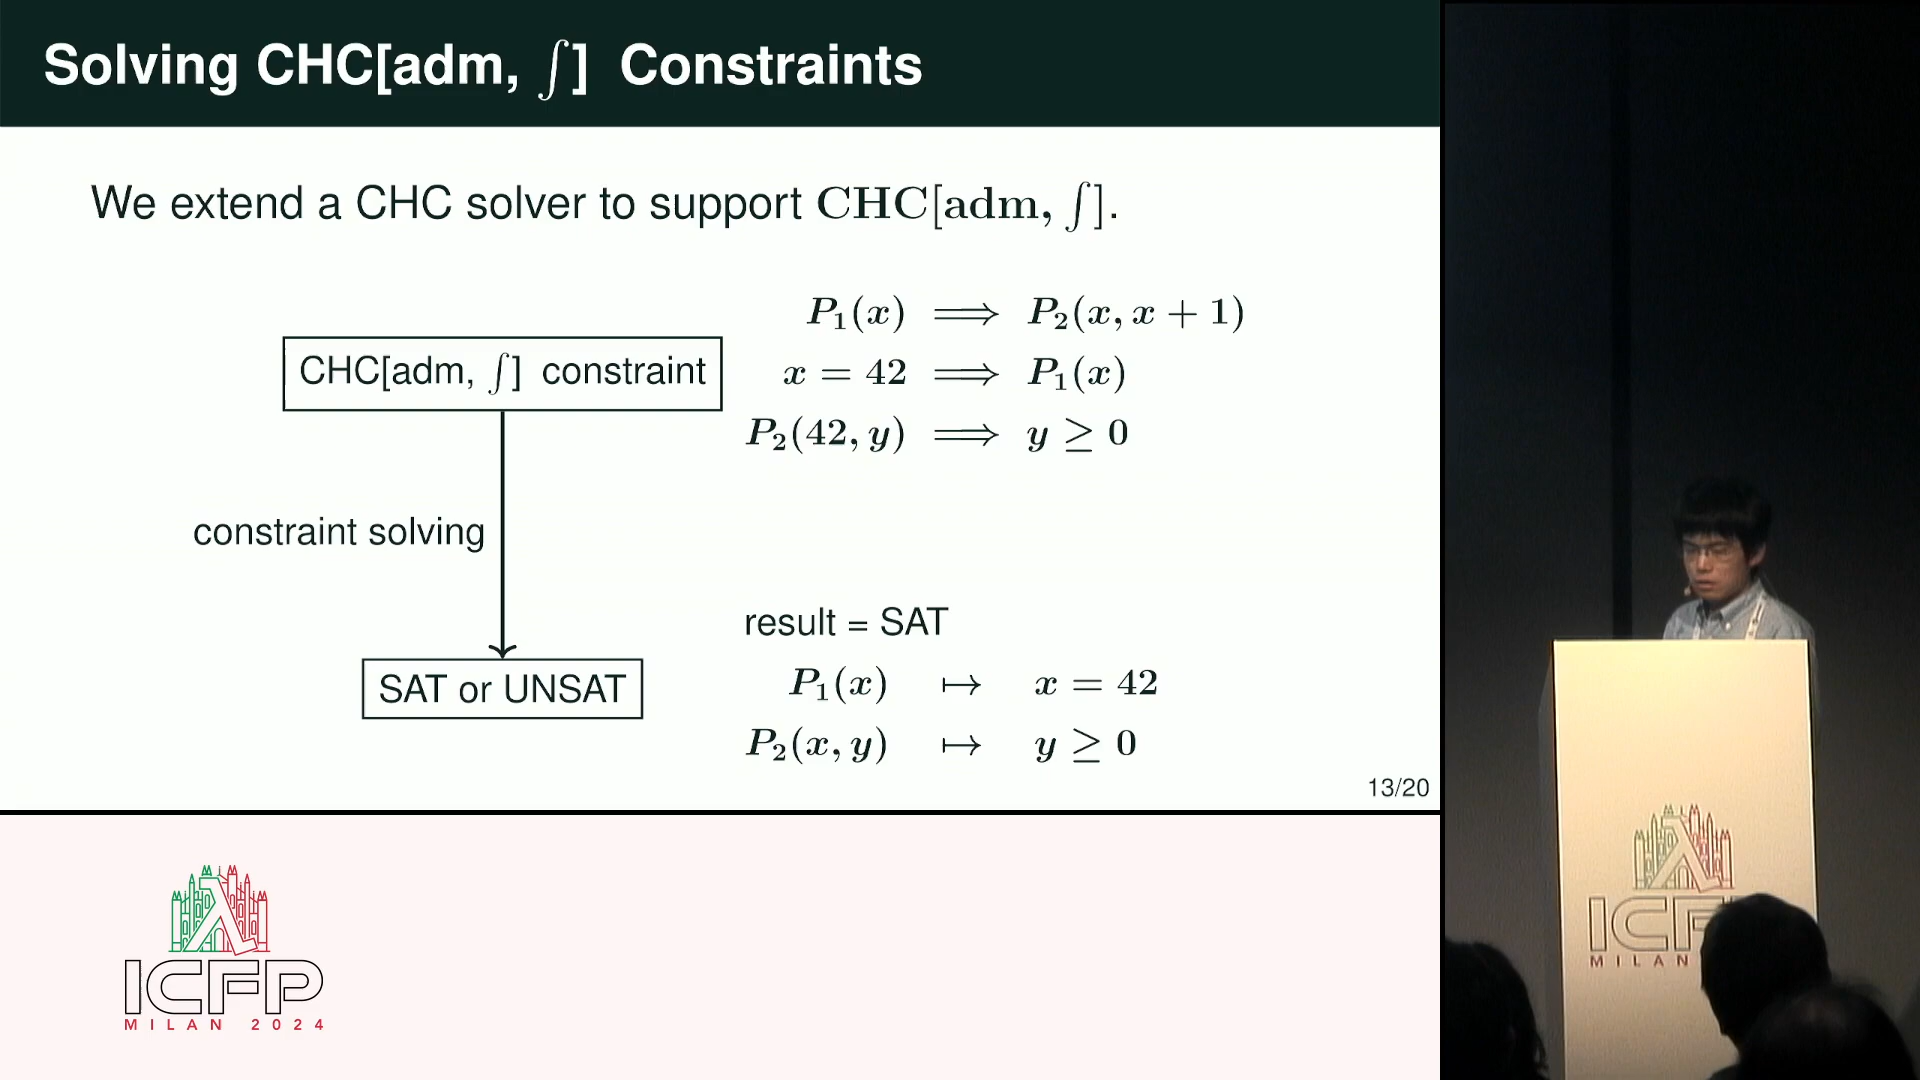 Solving CHC[adm, ∫] Constraints
We extend a CHC solver to support CHC[adm, ∫].
P₁(x) ⟹ P₂(x, x + 1)
x = 42 ⟹ P₁(x)
P₂(42, y) ⟹ y ≥ 0
CHC[adm, ∫] constraint
constraint solving
SAT or UNSAT
result = SAT
P₁(x) ↦ x = 42
P₂(x, y) ↦ y ≥ 0
13/20
ICFP
MILAN 2024
ICF
MILAN